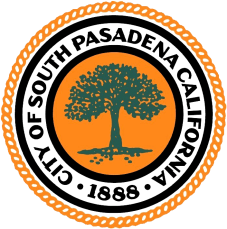 CITY OF SOUTH PASADENA CALIFORNIA
• 1888 •